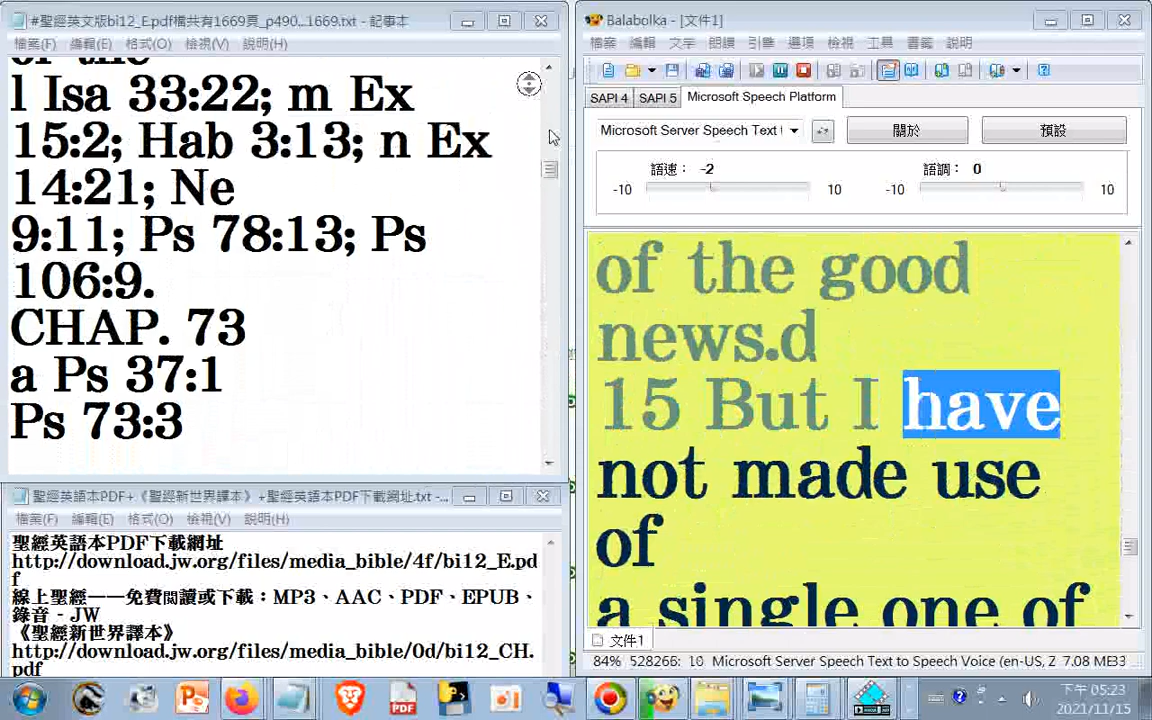 #聖經英文版bi12_E.pdf檔共有1669頁_p490,..1669.txt - 記事本
檔案(F) 編輯(E) 格式(O) 檢視(V) 說明(H)
of the
l Isa 33:22; m Ex
15:2; Hab 3:13; n Ex
14:21; Ne
9:11; Ps 78:13; Ps
106:9.
CHAP. 73
a Ps 37:1
Ps 73:3
聖經英語本PDF+《聖經新世界譯本》+聖經英語本PDF下載網址.txt - ...
檔案(F) 編輯(E) 格式(O) 檢視(V) 說明(H)
聖經英語本PDF下載網址
http://download.jw.org/files/media_bible/4f/bi12_E.pd
f
線上聖經——免費閱讀或下載：MP3、AAC、PDF、EPUB、
錄音 - JW
《聖經新世界譯本》
http://download.jw.org/files/media_bible/0d/bi12_CH.
pdf
Balabolka - [文件1]
檔案 編輯 文字 朗讀 引擎 選項 檢視 工具 書籤 說明
SAPI 4 SAPI 5 Microsoft Speech Platform
Microsoft Server Speech Text 關於 預設
語速： -2 語調： 0
-10 10 -10 10
of the good
news.d
15 But I have
not made use
of
a single one of
文件1
84% 528266: 10 Microsoft Server Speech Text to Speech Voice (en-US, Z 7.08 ME33
下午 05:23
2021/11/15